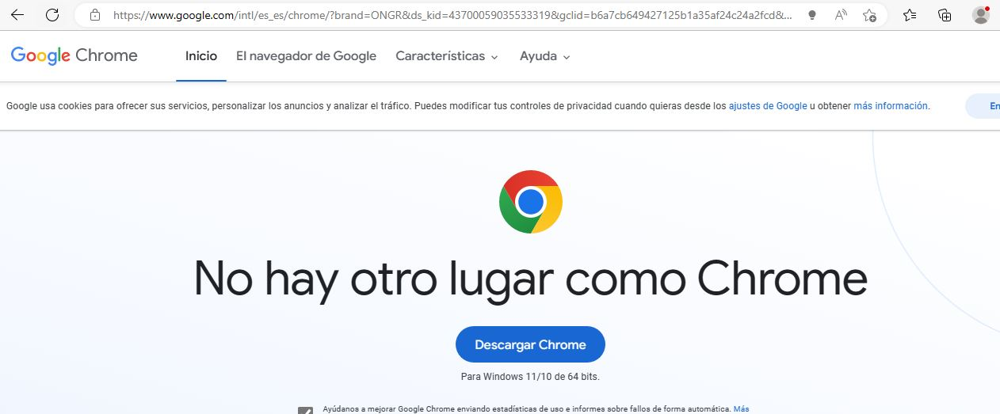 https://www.google.com/intl/es_es/chrome/?brand=ONGR&ds_kid=43700059035533319&gclid=b6a7cb649427125b1a35af24c24a2fcd&...
Google Chrome Inicio El navegador de Google Características Ayuda
Google usa cookies para ofrecer sus servicios, personalizar los anuncios y analizar el tráfico. Puedes modificar tus controles de privacidad cuando quieras desde los ajustes de Google u obtener más información. En
No hay otro lugar como Chrome
Descargar Chrome
Para Windows 11/10 de 64 bits.
Ayúdanos a mejorar Google Chrome enviando estadísticas de uso e informes sobre fallos de forma automática. Más